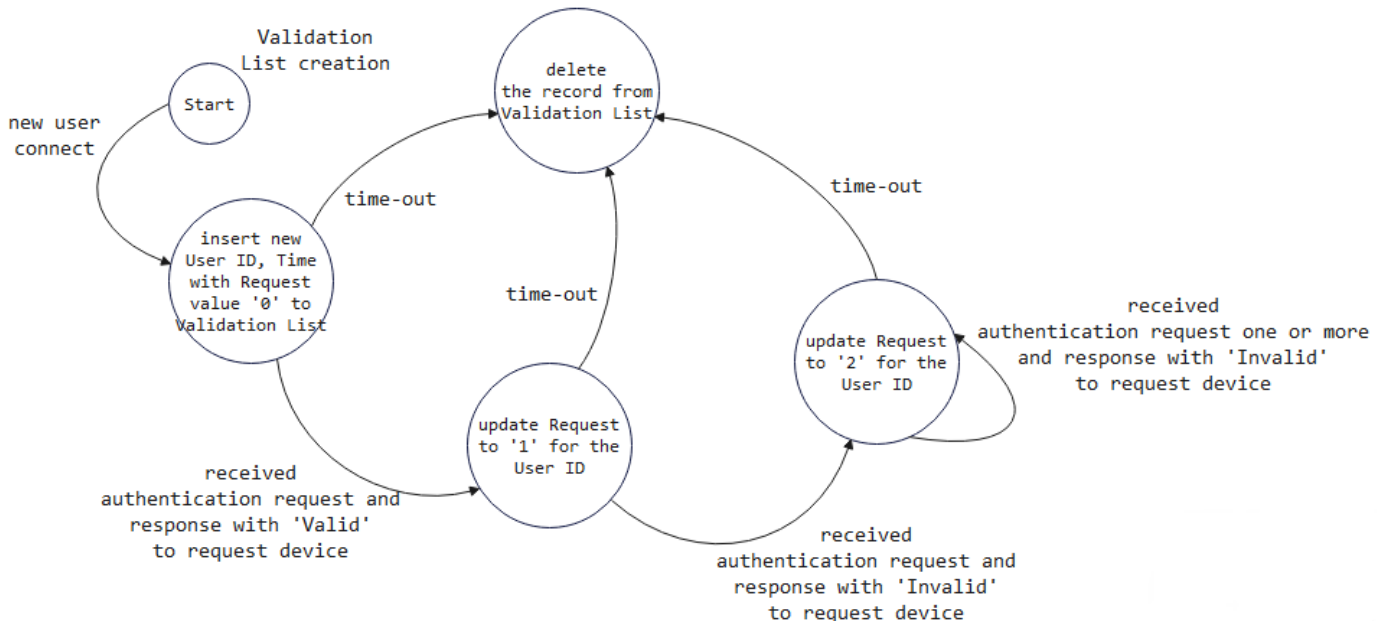 Validation
List creation
Start
new user
connect
delete
the record from
Validation List
time-out
insert new
User ID, Time
with Request
value '0' to
Validation List
time-out
time-out
update Request
to '1' for the
User ID
update Request
to '2' for the
User ID
received
authentication request one or more
and response with 'Invalid'
to request device
received
authentication request and
response with 'Valid'
to request device
received
authentication request and
response with 'Invalid'
to request device